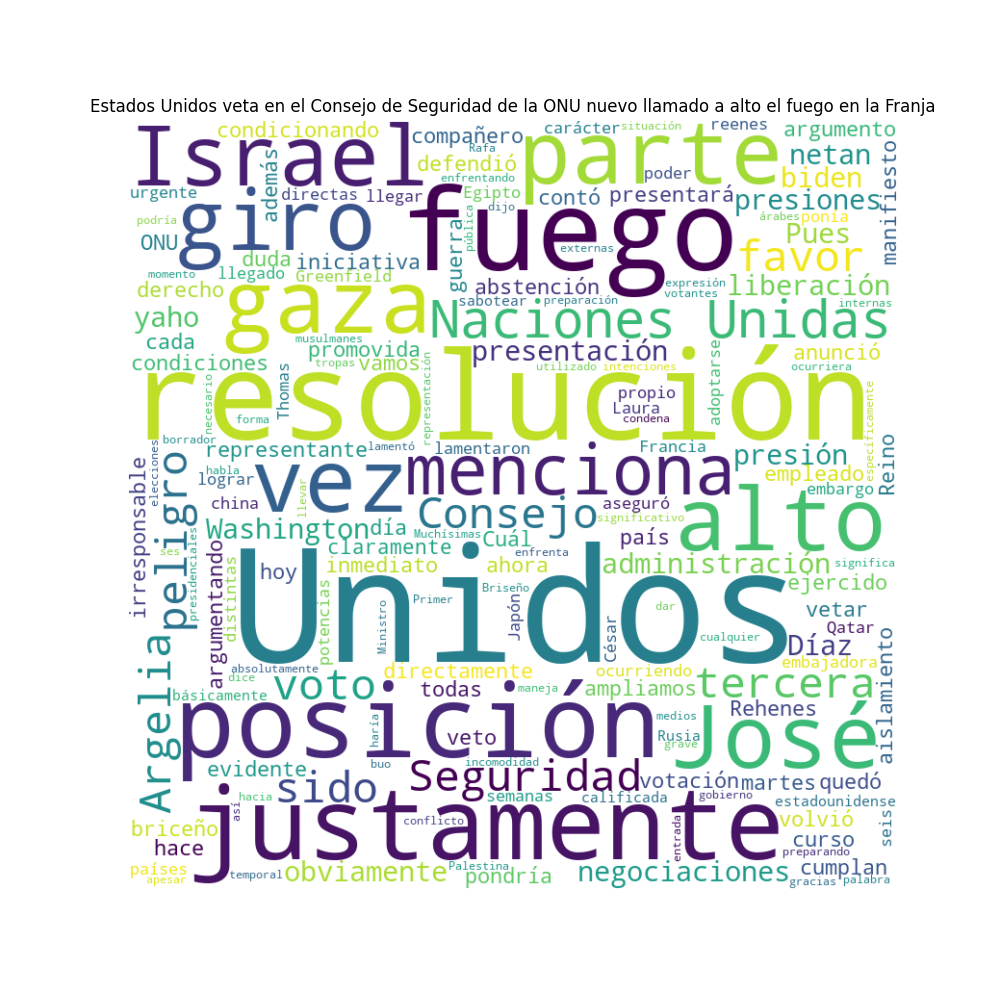 Estados Unidos veta en el Consejo de Seguridad de la ONU nuevo llamado a alto el fuego en la Franja
Israel
condicionando
compañero
carácter
situación
reenes
argumento
Rafa
parte
netan
manifiesto
además
defendió
enfrentando
poder
biden
urgente
directas
llegar
Egipto
contó
presentará
presiones
podría
giro
fuego
dijo
árabes
ponía
ONU
duda
iniciativa
guerra
pública
externas
favor
Pues
momento
llegado
Greenfield
abstención
expresión
liberación
derecho
gaza
sabotear
preparación
votantes
internas
yaho
Naciones Unidas
cada
musulmanes
promovida
presentación
adoptarse
anunció
condiciones
tropas
vamos
representación
utilizado
intenciones
ocurriera
necesario
Thomas
resolución
propio
Laura
condena
específicamente
forma
borrador
representante
lamentó
lamentaron
Francia
presión
Reino
elecciones
peligro
habla
lograr
vez
menciona
empleado
irresponsable
china
llevar
aseguró
embargo
Consejo
significativo
alto
Washington
día
Muchísimas
Cuál
país
claramente
enfrenta
ses
presidenciales
argumentando
distintas
hoy
inmediato
ahora
administración
significa
potencias
Unidos
Briseño
ejercido
Ministro
Primer
Japón
dar
vetar
César
cualquier
Qatar
Díaz
Argelia
absolutamente
directamente
ocurriendo
embajadora
aislamiento
dice
voto
todas
maneja
ampliamos
tercera
básicamente
posición
medios
Rehenes
haría
veto
Rusia
José
buo
incomodidad
grave
evidente
hacia
sido
Seguridad
votación
martes
quedó
semanas
calificada
gobierno
estadounidense
así
justamente
conflicto
briceño
volvió
seis
hace
entrada
curso
preparando
países
apesar
temporal
obviamente
Palestina
pondría
negociaciones
cumplan
gracias
palabra